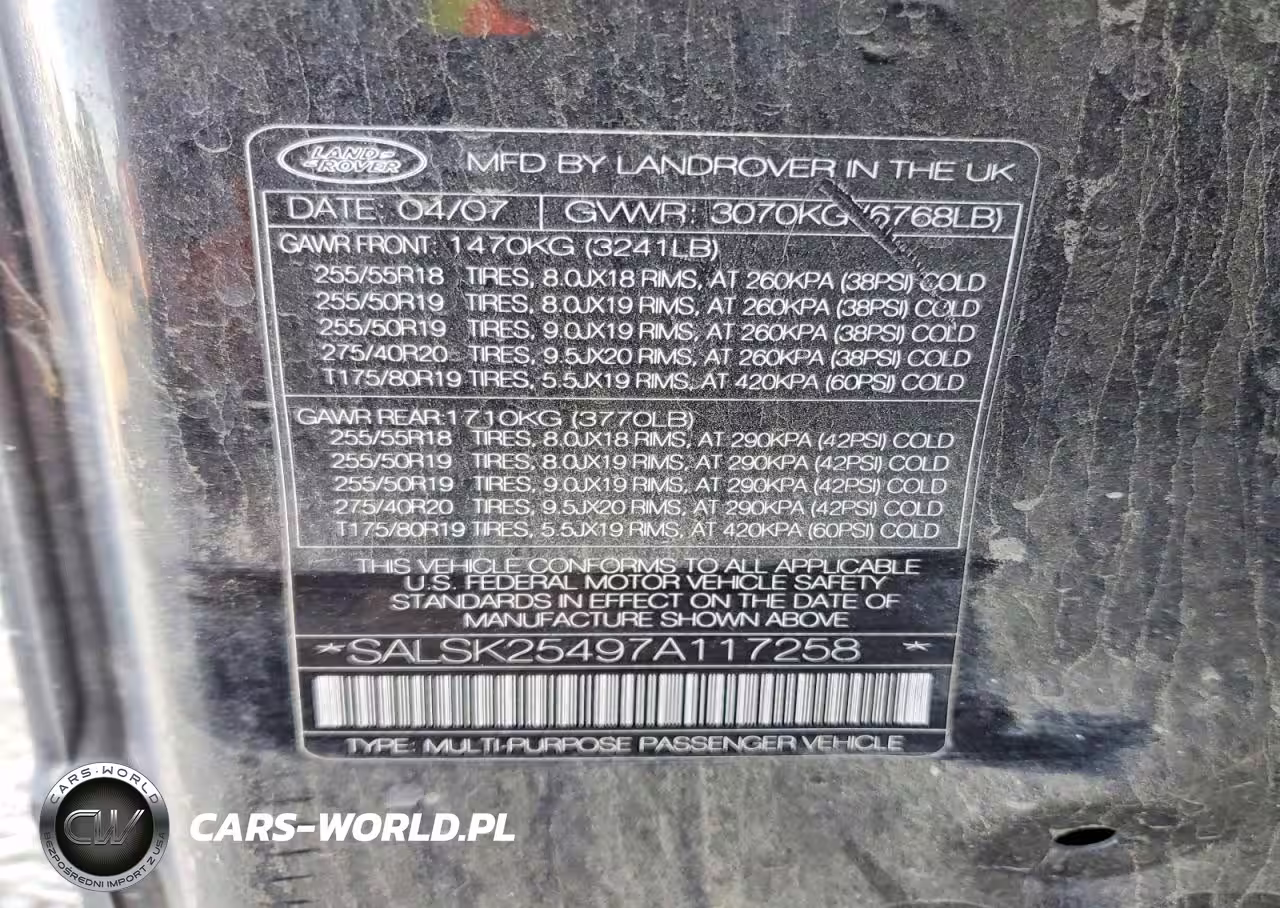 LAND-
-ROVER
MFD BY LANDROVER IN THE UK
DATE: 04/07 GVWR: 3070KG (6768LB)
GAWR FRONT: 1470KG (3241LB)
255/55R18 TIRES, 8.0JX18 RIMS, AT 260KPA (38PSI) COLD
255/50R19 TIRES, 8.0JX19 RIMS, AT 260KPA (38PSI) COLD
255/50R19 TIRES, 9.0JX19 RIMS, AT 260KPA (38PSI) COLD
275/40R20 TIRES, 9.5JX20 RIMS, AT 260KPA (38PSI) COLD
T175/80R19 TIRES, 5.5JX19 RIMS, AT 420KPA (60PSI) COLD
GAWR REAR: 1710KG (3770LB)
255/55R18 TIRES, 8.0JX18 RIMS, AT 290KPA (42PSI) COLD
255/50R19 TIRES, 8.0JX19 RIMS, AT 290KPA (42PSI) COLD
255/50R19 TIRES, 9.0JX19 RIMS, AT 290KPA (42PSI) COLD
275/40R20 TIRES, 9.5JX20 RIMS, AT 290KPA (42PSI) COLD
T175/80R19 TIRES, 5.5JX19 RIMS, AT 420KPA (60PSI) COLD
THIS VEHICLE CONFORMS TO ALL APPLICABLE
U.S. FEDERAL MOTOR VEHICLE SAFETY
STANDARDS IN EFFECT ON THE DATE OF
MANUFACTURE SHOWN ABOVE
*SALSK25497A117258 *
TYPE: MULTI-PURPOSE PASSENGER VEHICLE
CARS-WORLD
CW
BEZPOŚREDNI IMPORT Z USA
CARS-WORLD.PL